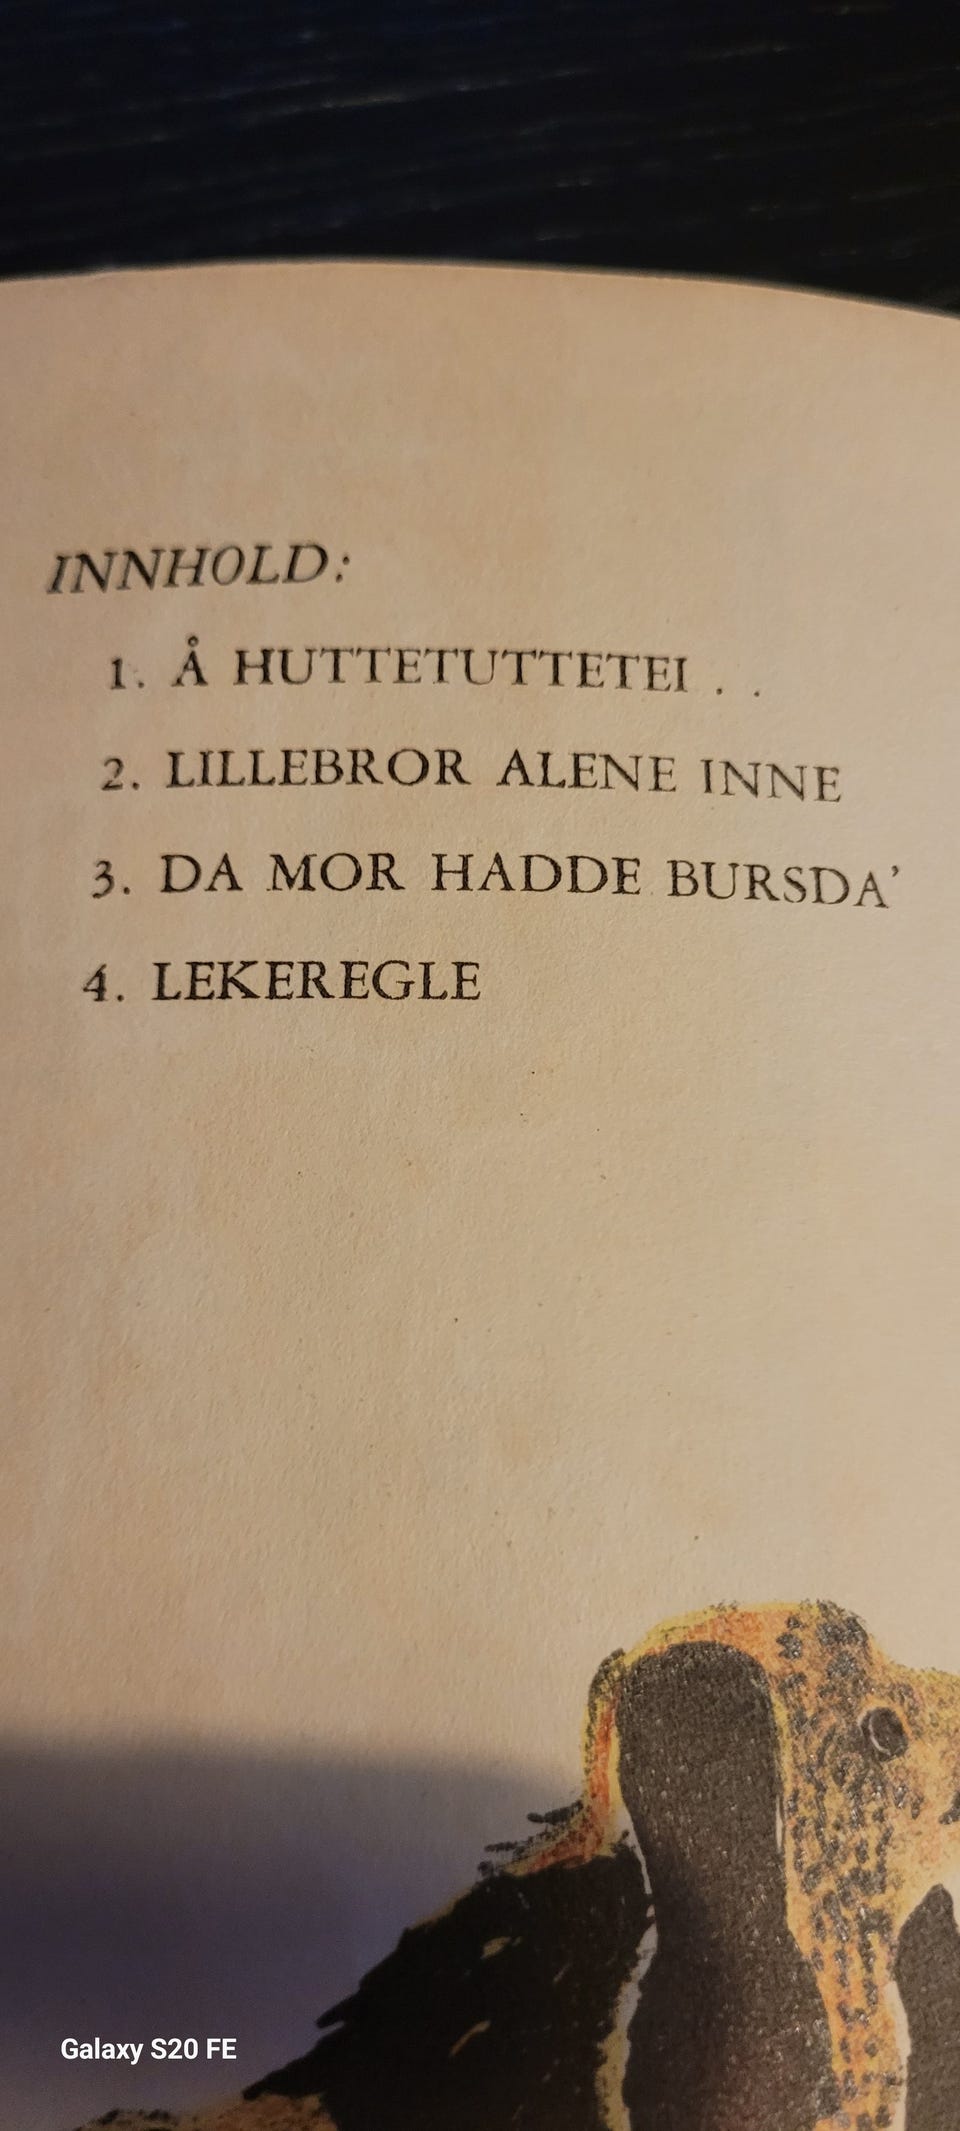 INNHOLD:
1. Å HUTTETUTTETEI . .
2. LILLEBROR ALENE INNE
3. DA MOR HADDE BURSDA'
4. LEKEREGLE
Galaxy S20 FE